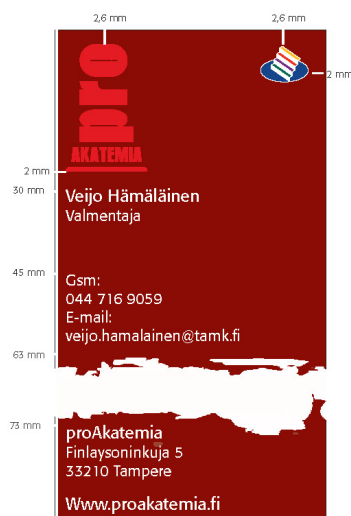 2,6 mm
2,6 mm
2 mm
pro
AKATEMIA
2 mm
30 mm
Veijo Hämäläinen
Valmentaja
45 mm
Gsm:
044 716 9059
E-mail:
veijo.hamalainen@tamk.fi
63 mm
73 mm
proAkatemia
Finlaysoninkuja 5
33210 Tampere
Www.proakatemia.fi